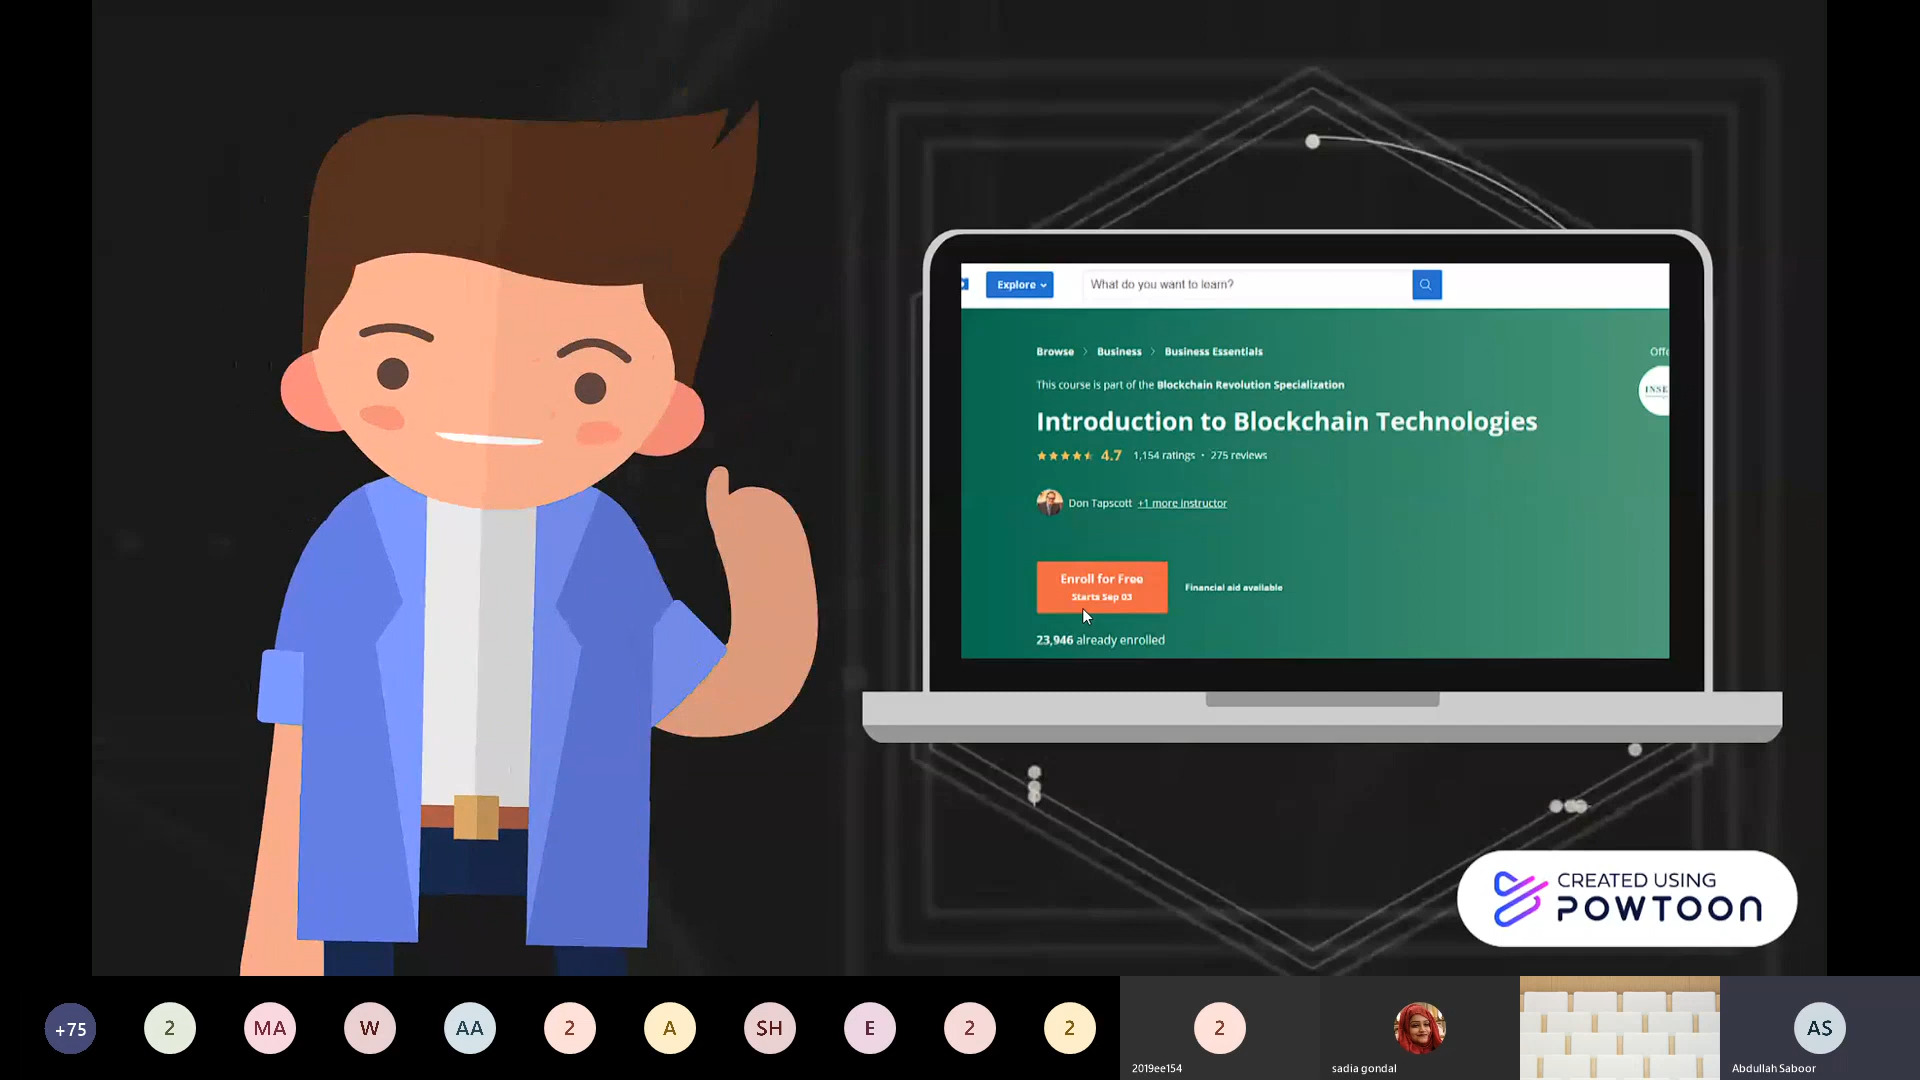 Explore
What do you want to learn?
Browse > Business > Business Essentials
Offe
This course is part of the Blockchain Revolution Specialization
INSE
Introduction to Blockchain Technologies
4.7 1,154 ratings • 275 reviews
Don Tapscott +1 more instructor
Enroll for Free
Starts Sep 03
Financial aid available
23,946 already enrolled
CREATED USING
POWTOON
+75 2 MA W AA 2 A SH E 2 2 2 AS
2019ee154 sadia gondal Abdullah Saboor